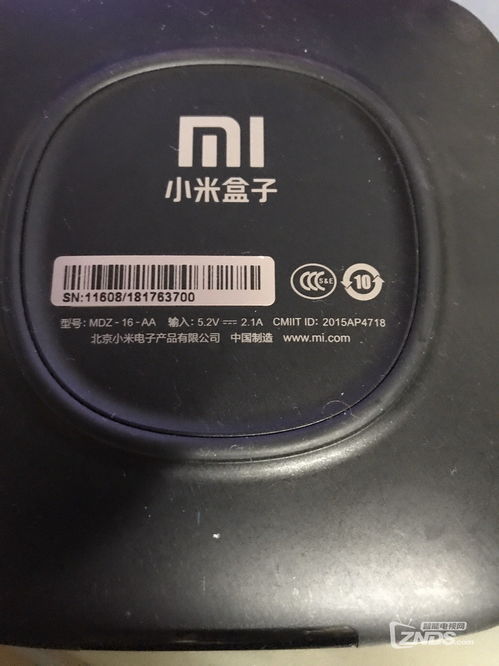 mi
小米盒子
SN:11608/181763700
CCC S&E 10
型号: MDZ-16-AA 输入: 5.2V⎓2.1A CMIIT ID: 2015AP4718
北京小米电子产品有限公司 中国制造 www.mi.com
智能电视网
ZNDS.com